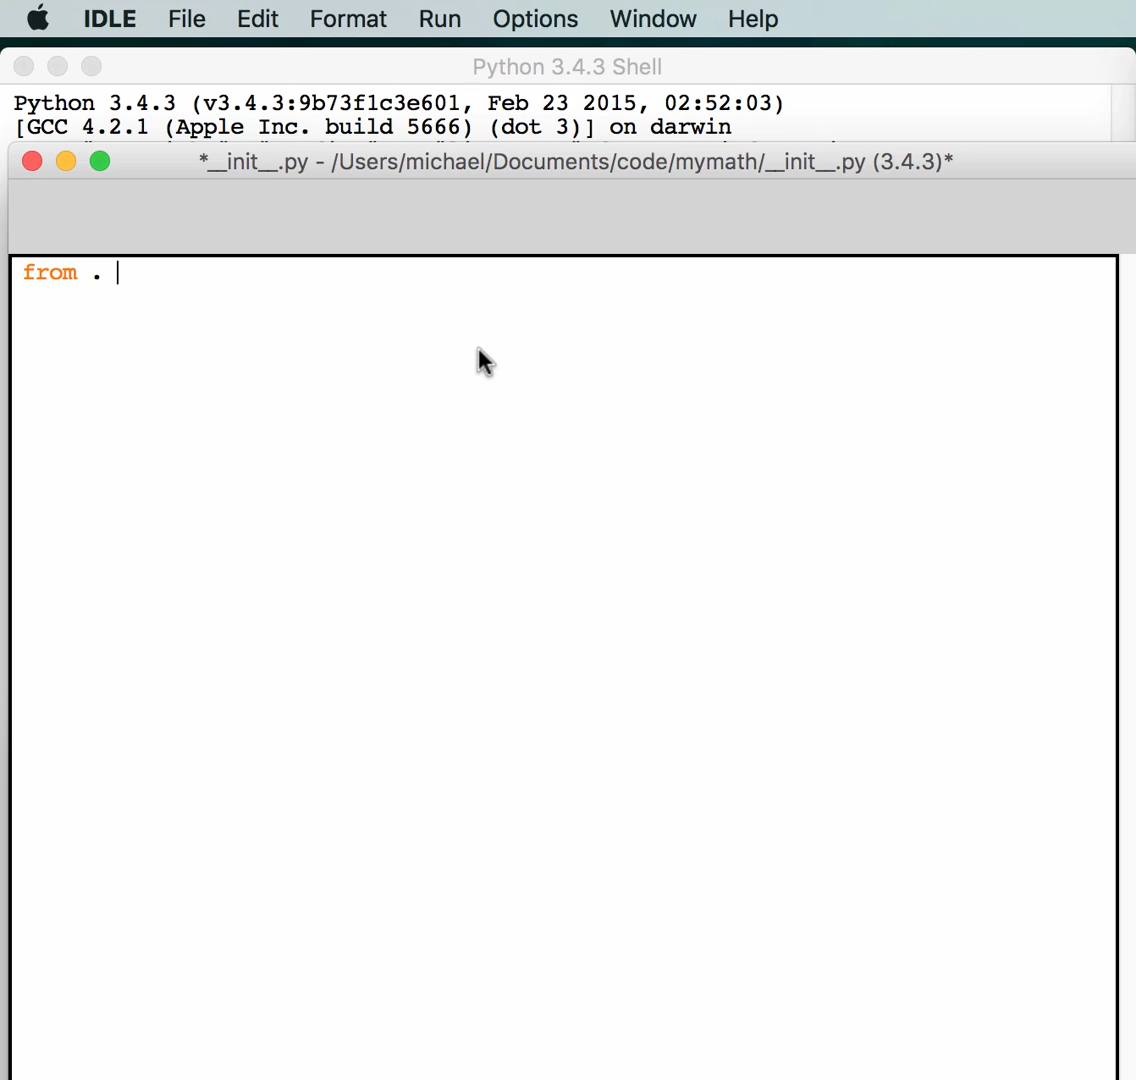 IDLE File Edit Format Run Options Window Help
Python 3.4.3 Shell
Python 3.4.3 (v3.4.3:9b73f1c3e601, Feb 23 2015, 02:52:03)
[GCC 4.2.1 (Apple Inc. build 5666) (dot 3)] on darwin
*__init__.py - /Users/michael/Documents/code/mymath/__init__.py (3.4.3)*
from .